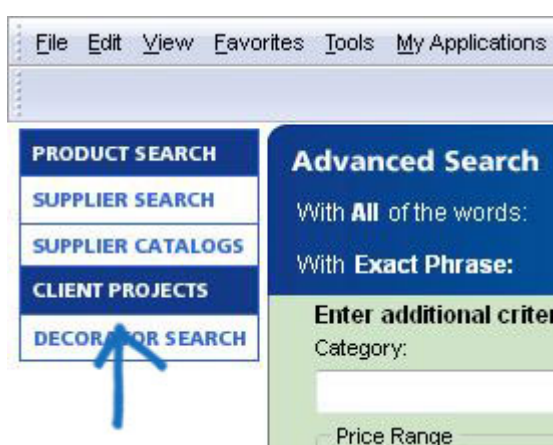 File Edit View Favorites Tools My Applications
PRODUCT SEARCH
SUPPLIER SEARCH
SUPPLIER CATALOGS
CLIENT PROJECTS
DECORATOR SEARCH
Advanced Search
With All of the words:
With Exact Phrase:
Enter additional criter
Category:
Price Range